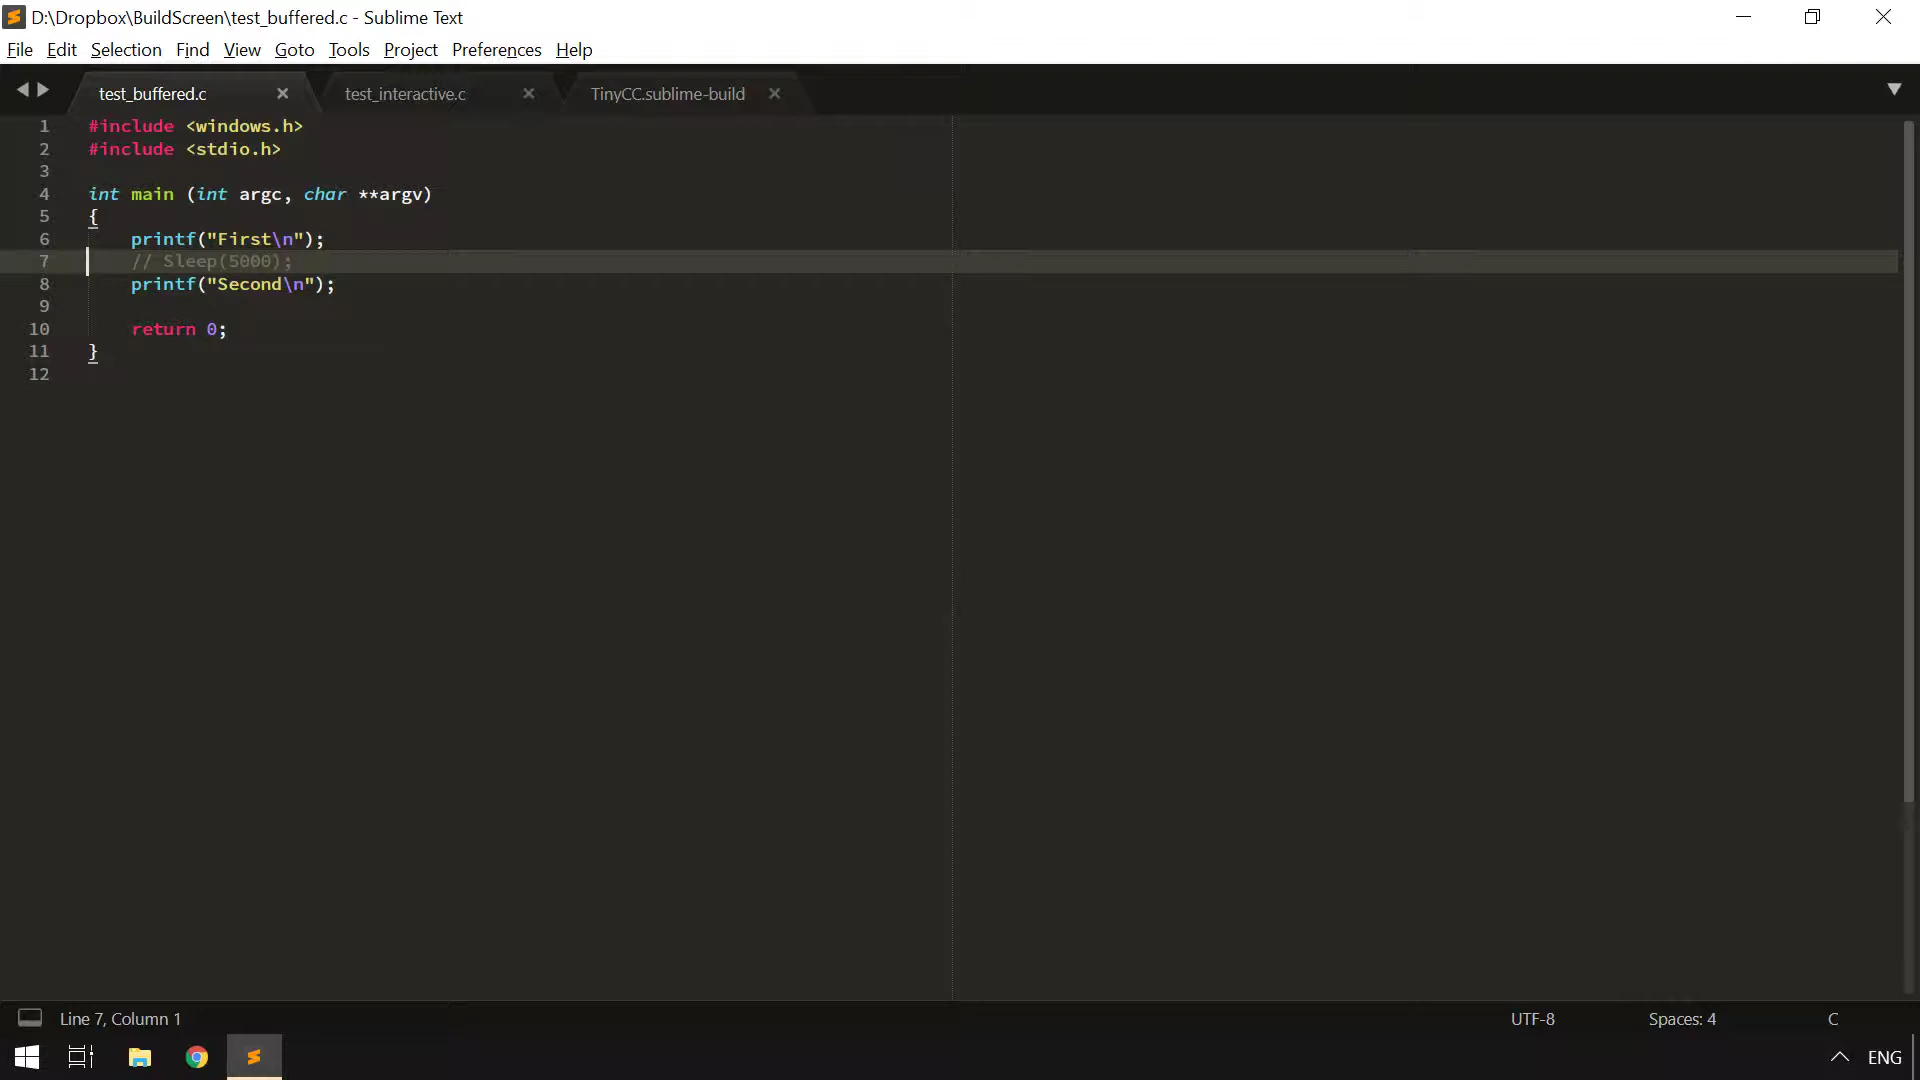 D:\Dropbox\BuildScreen\test_buffered.c - Sublime Text
File Edit Selection Find View Goto Tools Project Preferences Help
test_buffered.c × test_interactive.c × TinyCC.sublime-build ×
1 #include <windows.h>
2 #include <stdio.h>
3
4 int main (int argc, char **argv)
5 {
6     printf("First\n");
7     // Sleep(5000);
8     printf("Second\n");
9
10     return 0;
11 }
12
Line 7, Column 1 UTF-8 Spaces: 4 C
ENG